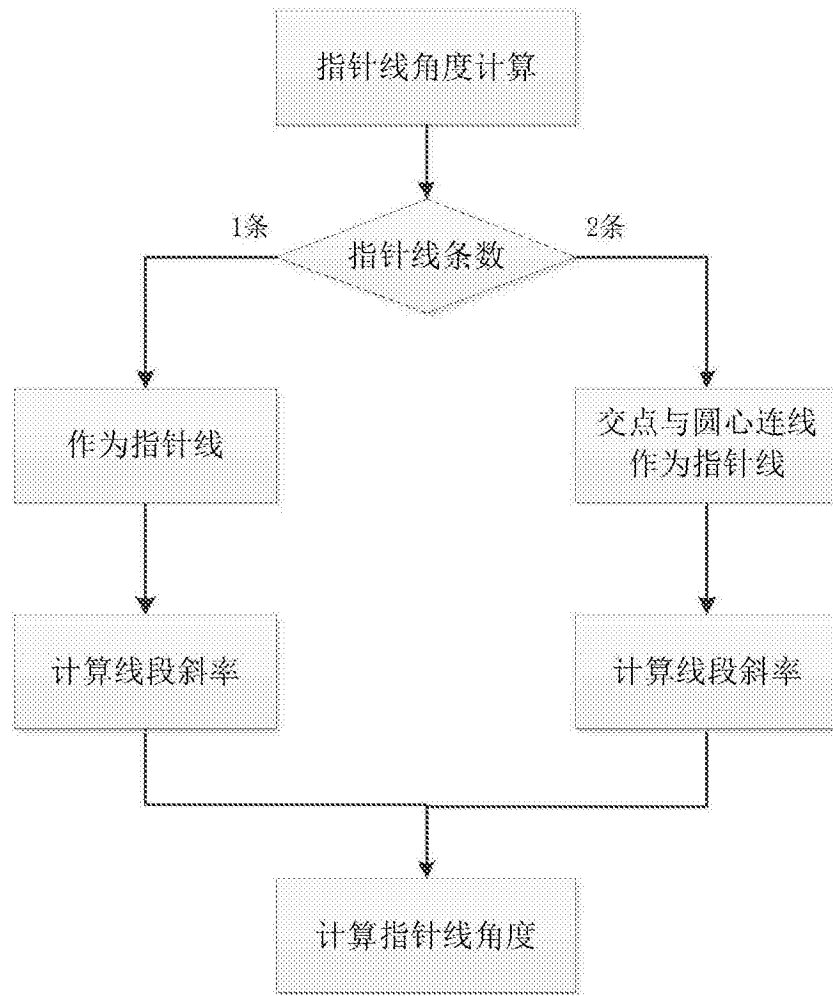 指针线角度计算
1条
2条
指针线条数
作为指针线
交点与圆心连线
作为指针线
计算线段斜率
计算线段斜率
计算指针线角度